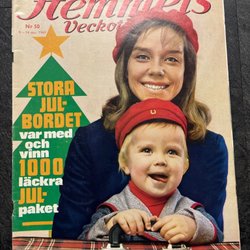 Hemmets
Veckotidning
Nr 50
STORA
JUL-
BORDET
var med
och
vinn
1000
läckra
JUL-
paket